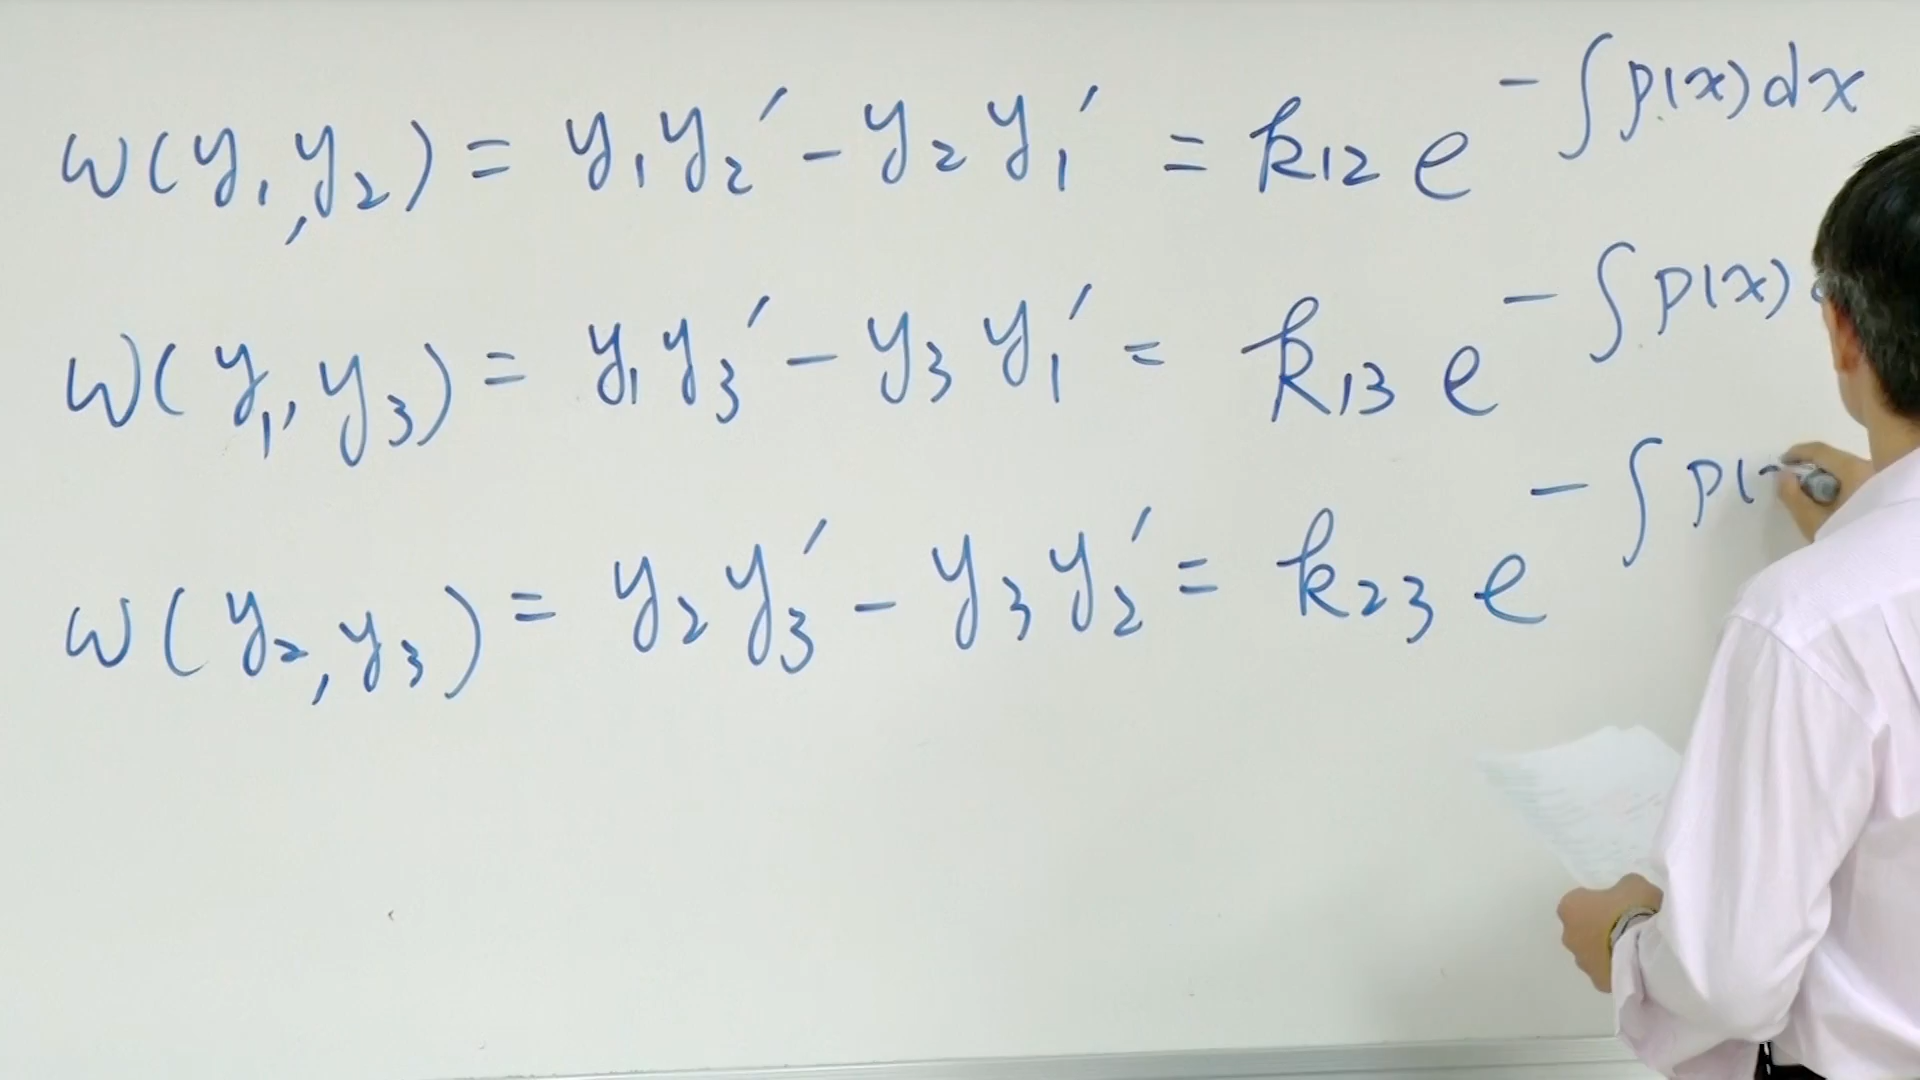 W(y₁, y₂) = y₁y₂′ − y₂y₁′ = k₁₂ e^{−∫p(x)dx}
W(y₁, y₃) = y₁y₃′ − y₃y₁′ = k₁₃ e^{−∫p(x)
W(y₂, y₃) = y₂y₃′ − y₃y₂′ = k₂₃ e^{−∫p(